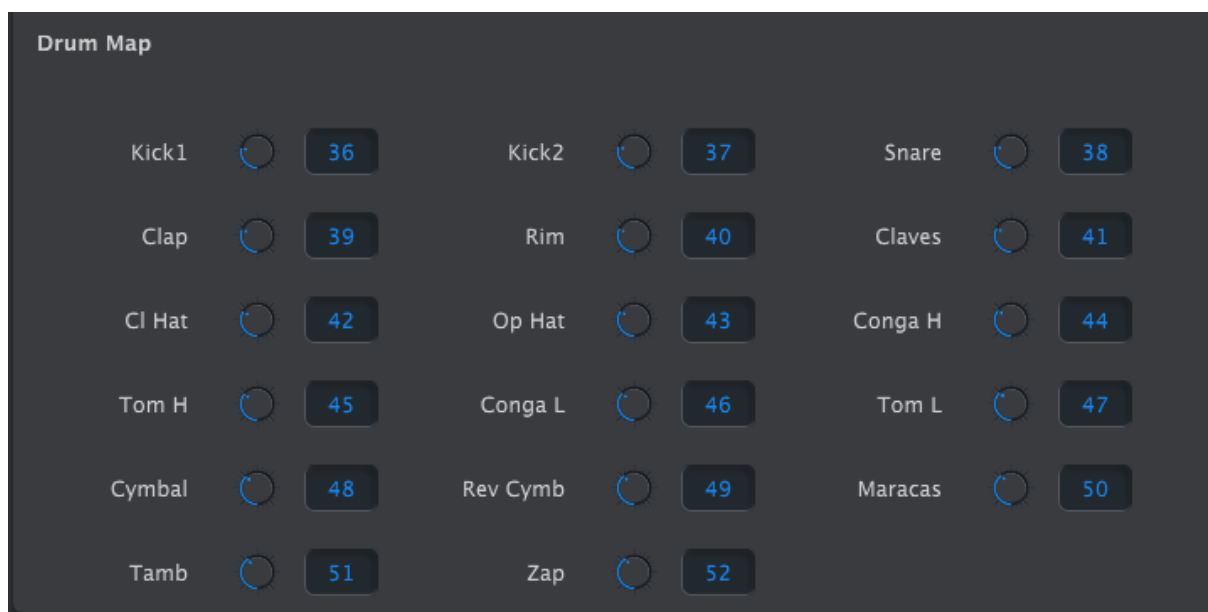 Drum Map
Kick1 36 Kick2 37 Snare 38
Clap 39 Rim 40 Claves 41
Cl Hat 42 Op Hat 43 Conga H 44
Tom H 45 Conga L 46 Tom L 47
Cymbal 48 Rev Cymb 49 Maracas 50
Tamb 51 Zap 52